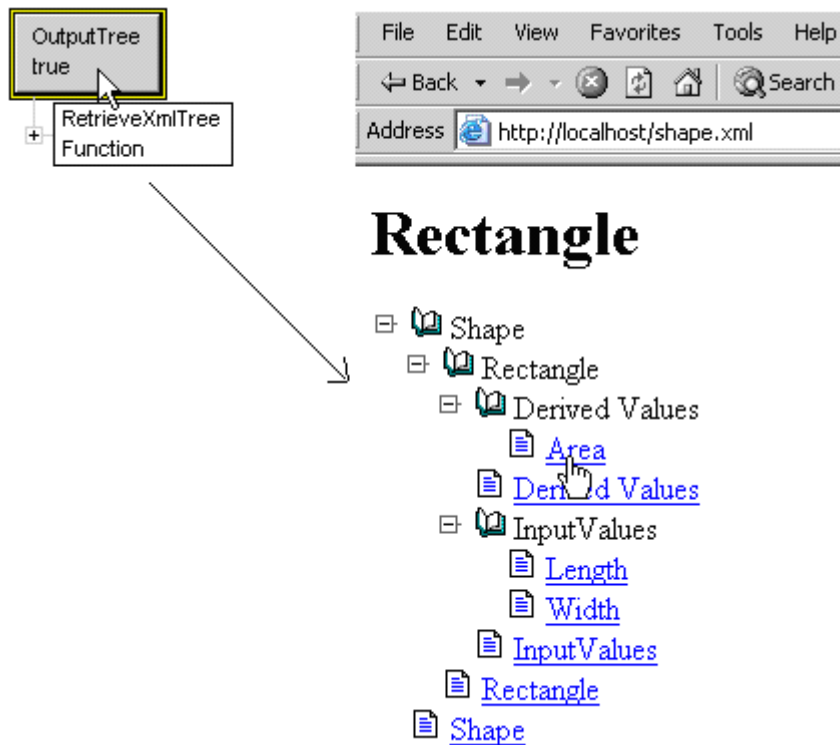 OutputTree
true
RetrieveXmlTree
Function
File Edit View Favorites Tools Help
Back Search
Address http://localhost/shape.xml
Rectangle
Shape
Rectangle
Derived Values
Area
Derived Values
InputValues
Length
Width
InputValues
Rectangle
Shape